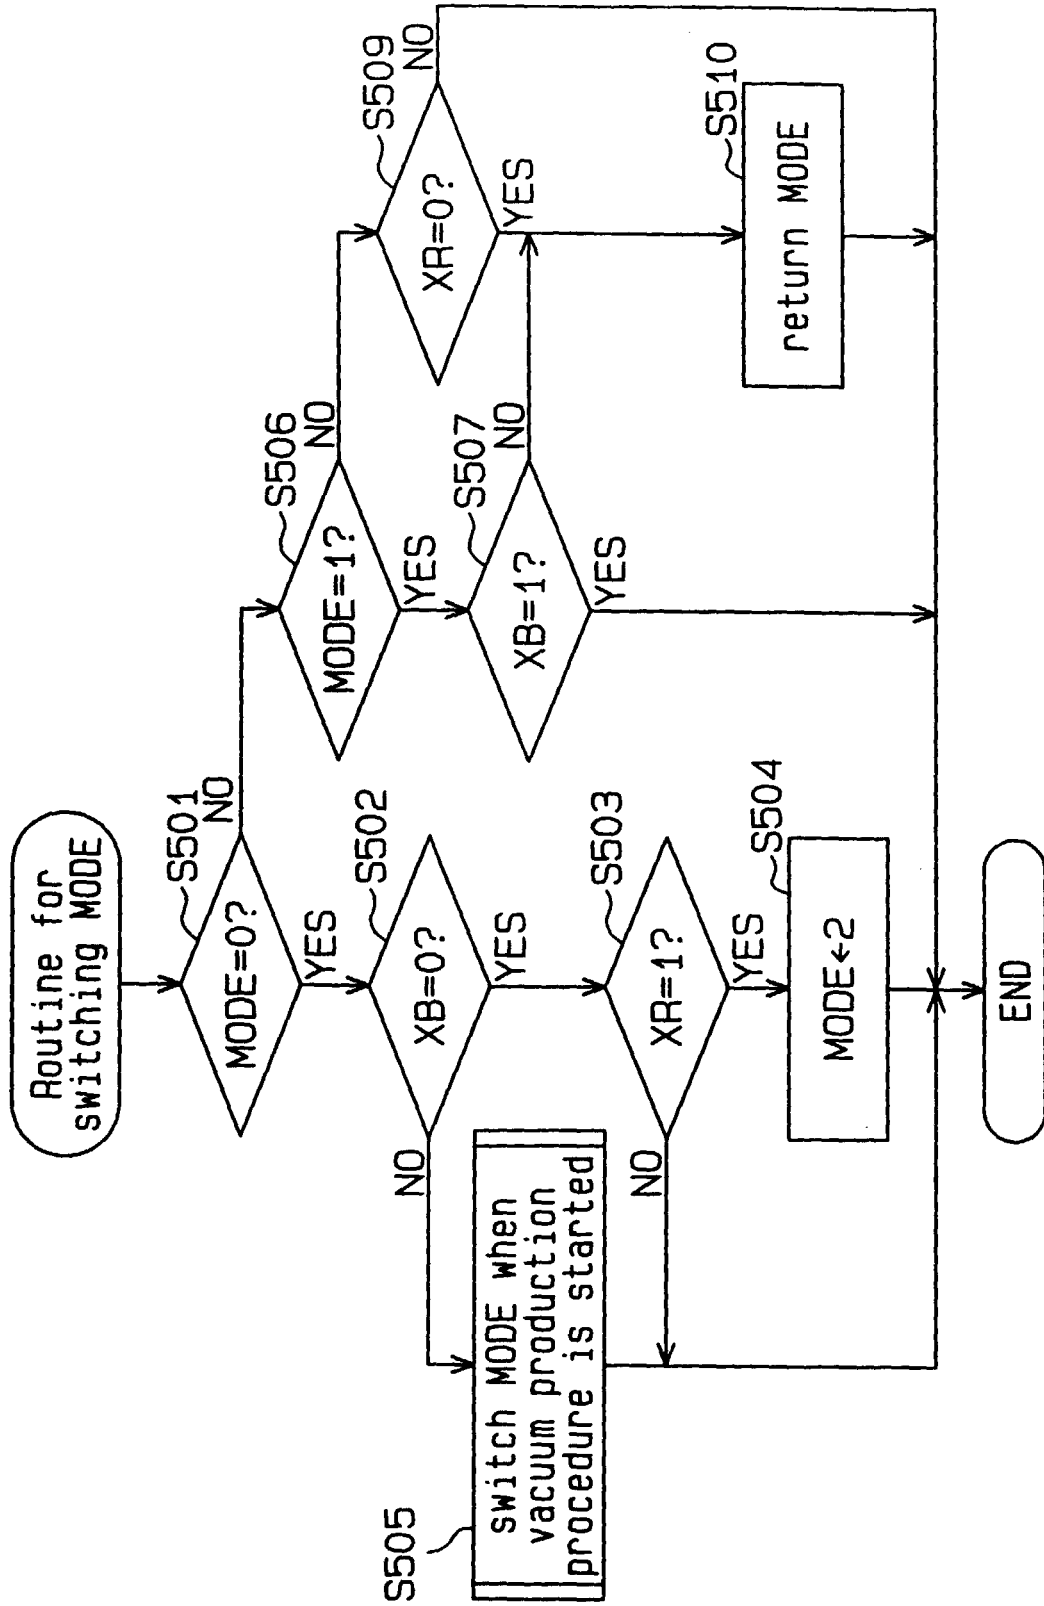 Routine for
switching MODE
S501
MODE=0?
NO
YES
S502
XB=0?
NO
YES
S503
XR=1?
NO
YES
S504
MODE←2
S505
switch MODE when
vacuum production
procedure is started
S506
MODE=1?
NO
YES
S507
XB=1?
NO
YES
S509
XR=0?
NO
YES
S510
return MODE
END